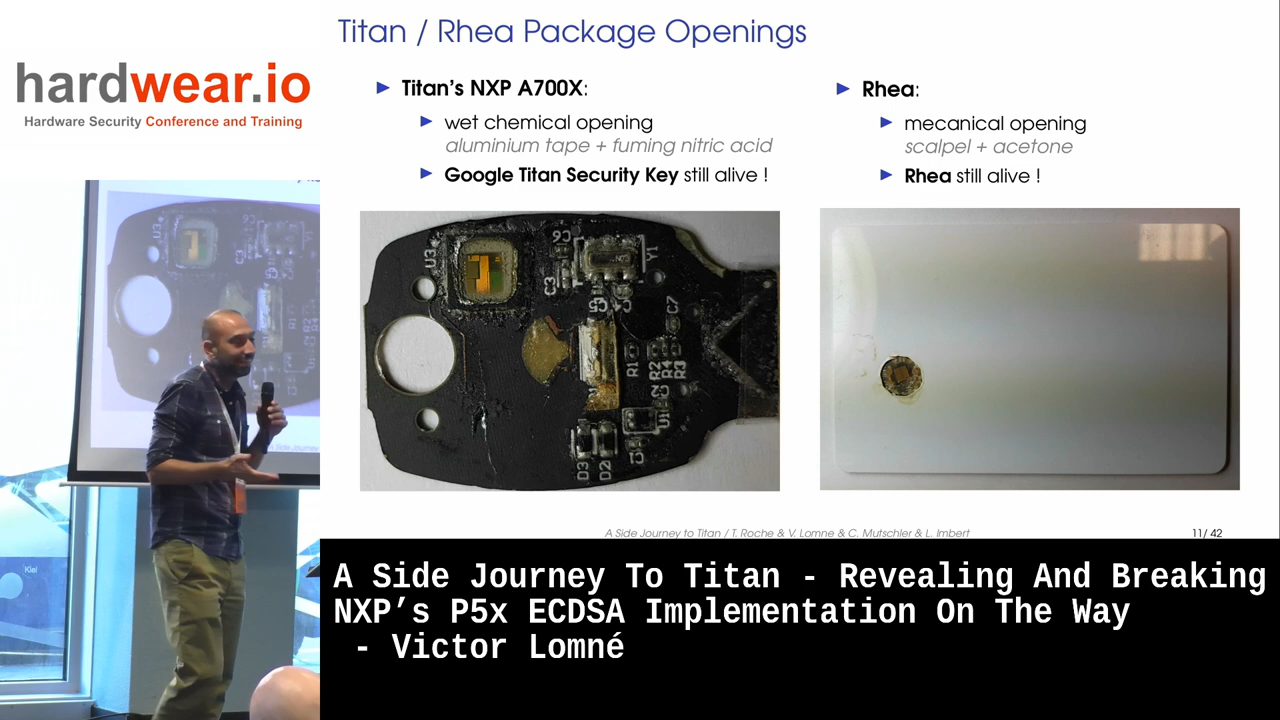 Titan / Rhea Package Openings
hardwear.io
Hardware Security Conference and Training
Titan's NXP A700X:
wet chemical opening
aluminium tape + fuming nitric acid
Google Titan Security Key still alive !
Rhea:
mecanical opening
scalpel + acetone
Rhea still alive !
U3
C6
Y1
C3
C7
R1
R2
R4
R3
U1
D3
D2
A Side Journey to Titan / T. Roche & V. Lomne & C. Mutschler & L. Imbert
11/ 42
A Side Journey To Titan - Revealing And Breaking
NXP’s P5x ECDSA Implementation On The Way
- Victor Lomné